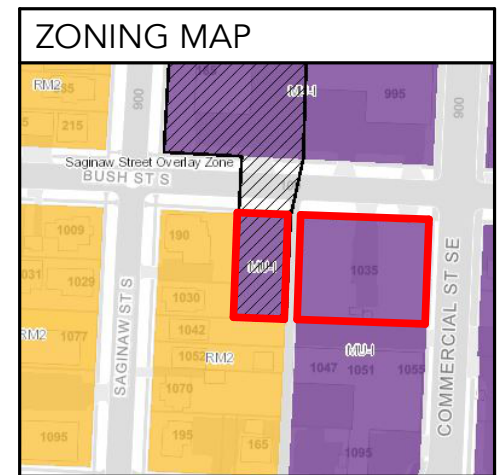 ZONING MAP
RM2
165
MU-I
995
900
900
215
Saginaw Street Overlay Zone
BUSH ST S
1009
190
MU-I
1035
1029
1030
SAGINAW ST S
COMMERCIAL ST SE
RM2
1077
1042
1052
RM2
MU-I
1047
1051
1055
1070
1095
195
165
1095